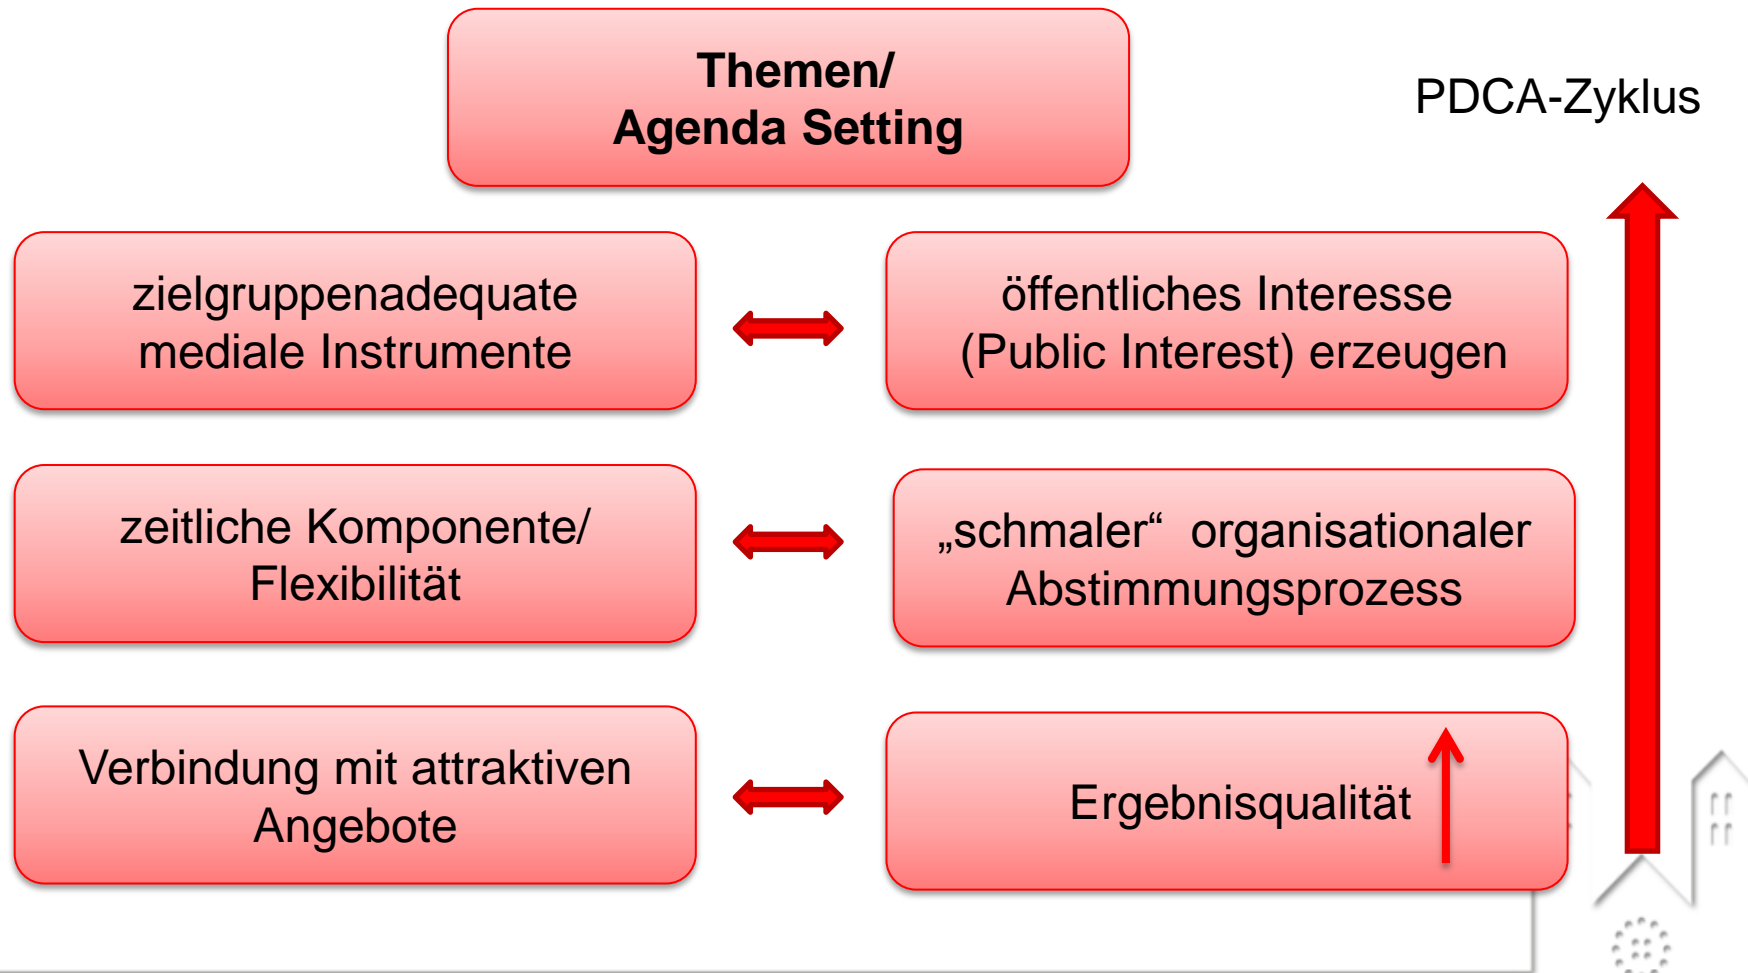 Themen/
Agenda Setting
PDCA-Zyklus
zielgruppenadequate
mediale Instrumente
öffentliches Interesse
(Public Interest) erzeugen
zeitliche Komponente/
Flexibilität
„schmaler“ organisationaler
Abstimmungsprozess
Verbindung mit attraktiven
Angebote
Ergebnisqualität